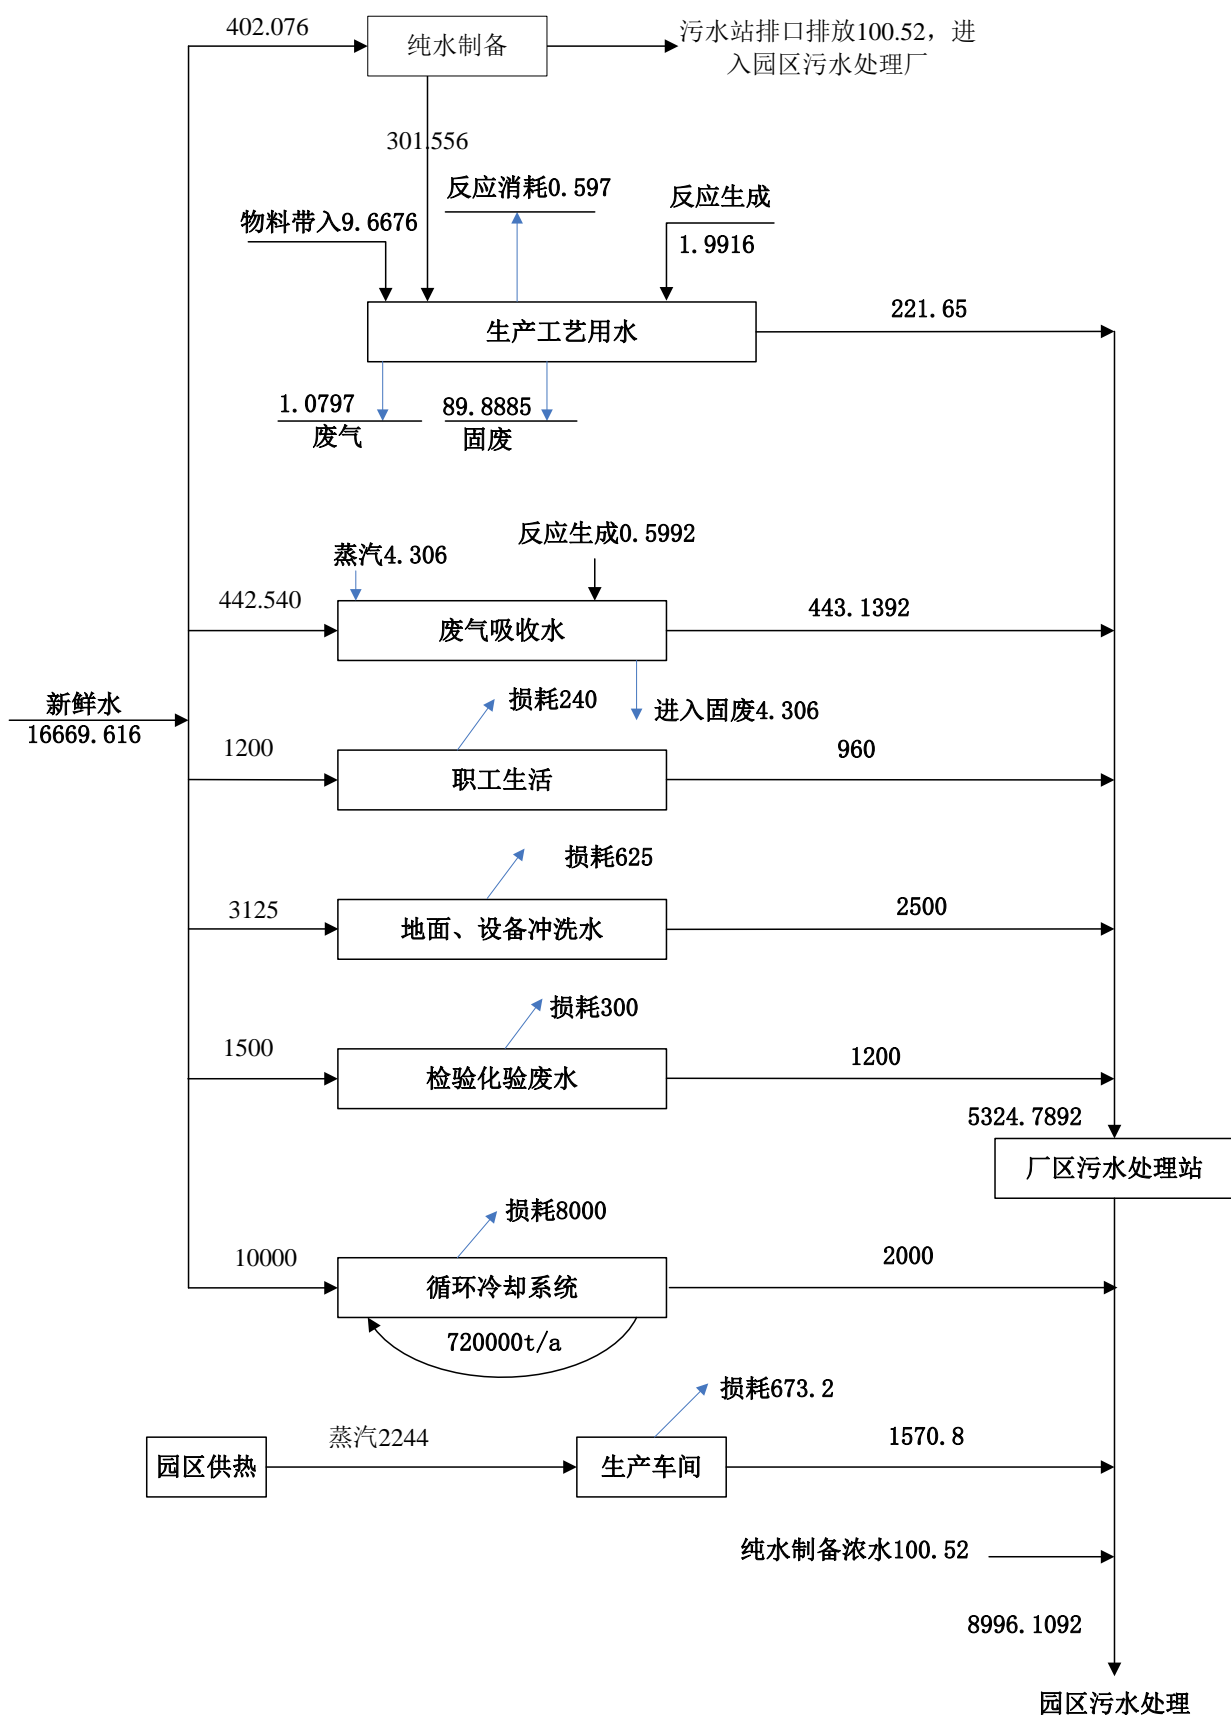 402.076
纯水制备
污水站排口排放100.52，进
入园区污水处理厂
301.556
反应消耗0.597
反应生成
1.9916
物料带入9.6676
生产工艺用水
221.65
1.0797
废气
89.8885
固废
反应生成0.5992
蒸汽4.306
442.540
废气吸收水
443.1392
新鲜水
16669.616
损耗240
进入固废4.306
1200
职工生活
960
损耗625
3125
地面、设备冲洗水
2500
损耗300
1500
检验化验废水
1200
5324.7892
厂区污水处理站
损耗8000
10000
循环冷却系统
2000
720000t/a
损耗673.2
园区供热
蒸汽2244
生产车间
1570.8
纯水制备浓水100.52
8996.1092
园区污水处理